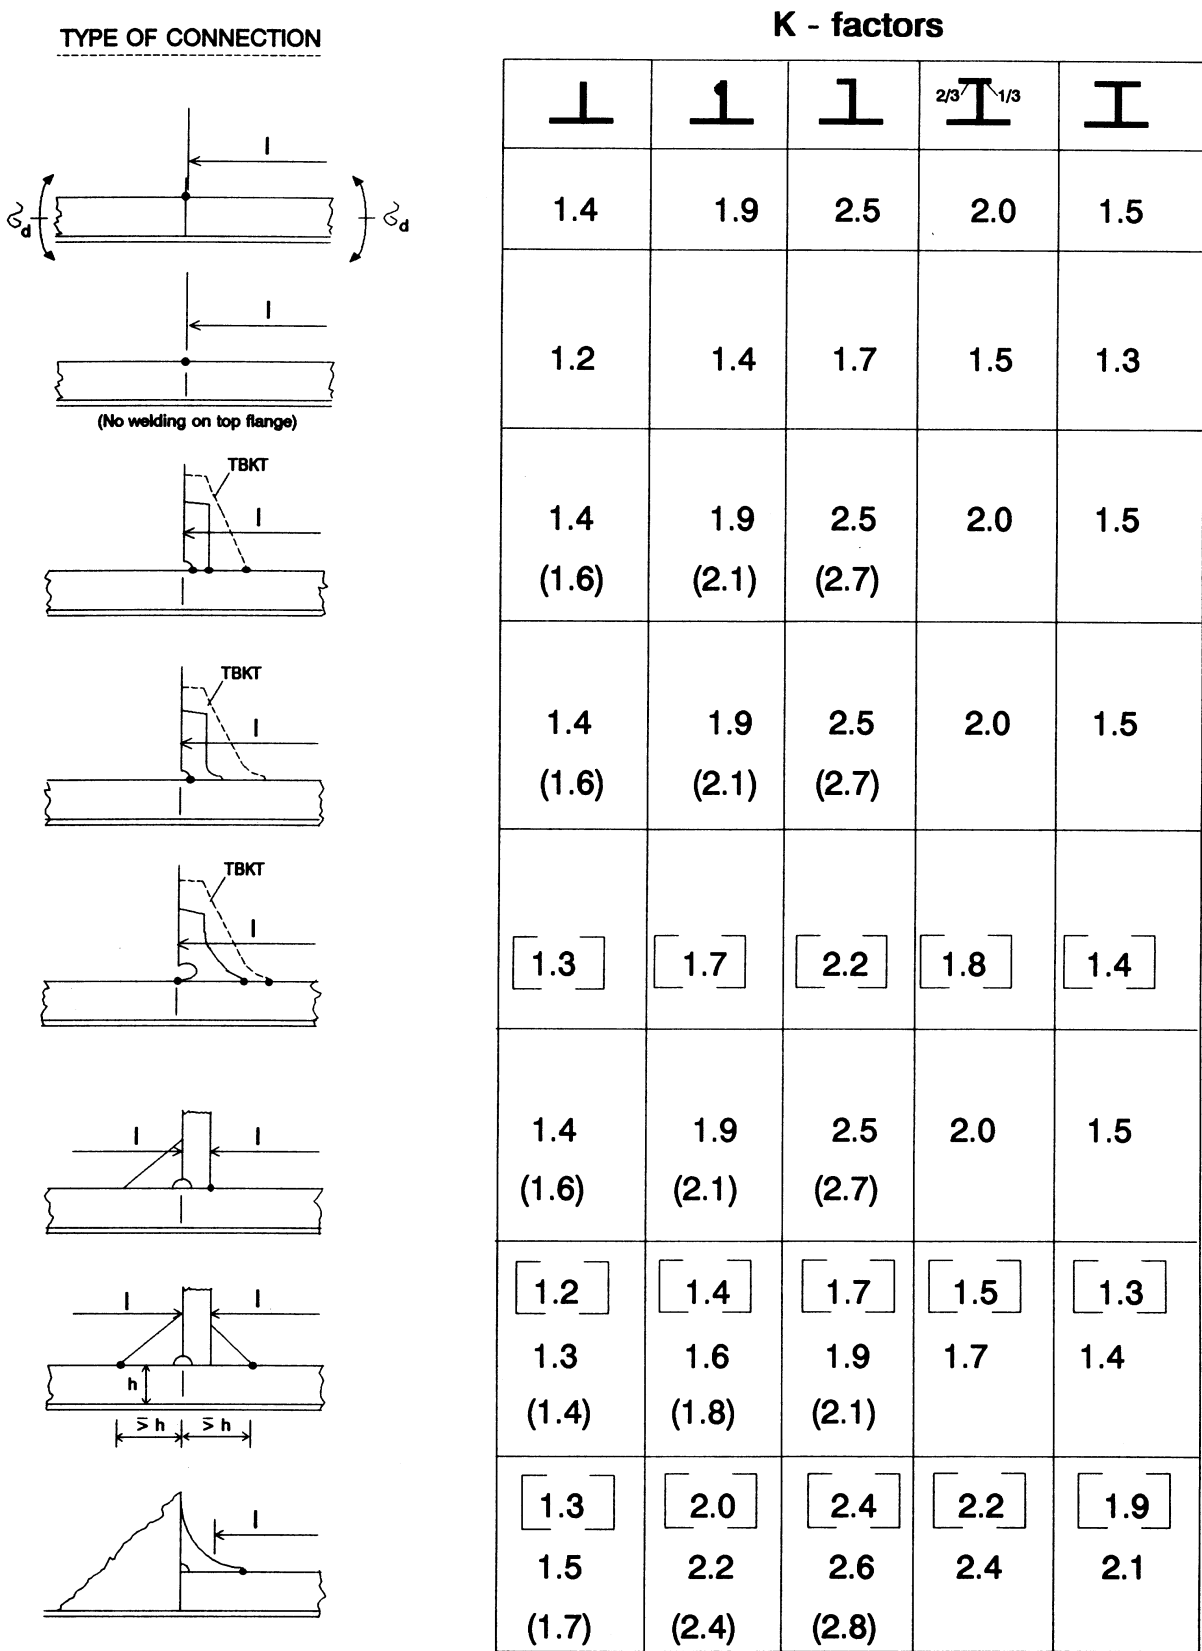 K - factors
TYPE OF CONNECTION
2/3 1/3
l
σd σd
1.4 1.9 2.5 2.0 1.5
l
1.2 1.4 1.7 1.5 1.3
(No welding on top flange)
TBKT
l
1.4 1.9 2.5 2.0 1.5
(1.6) (2.1) (2.7)
TBKT
l
1.4 1.9 2.5 2.0 1.5
(1.6) (2.1) (2.7)
TBKT
l
[1.3] [1.7] [2.2] [1.8] [1.4]
l l
1.4 1.9 2.5 2.0 1.5
(1.6) (2.1) (2.7)
[1.2] [1.4] [1.7] [1.5] [1.3]
l l
1.3 1.6 1.9 1.7 1.4
h
(1.4) (1.8) (2.1)
≥ h ≥ h
[1.3] [2.0] [2.4] [2.2] [1.9]
l
1.5 2.2 2.6 2.4 2.1
(1.7) (2.4) (2.8)